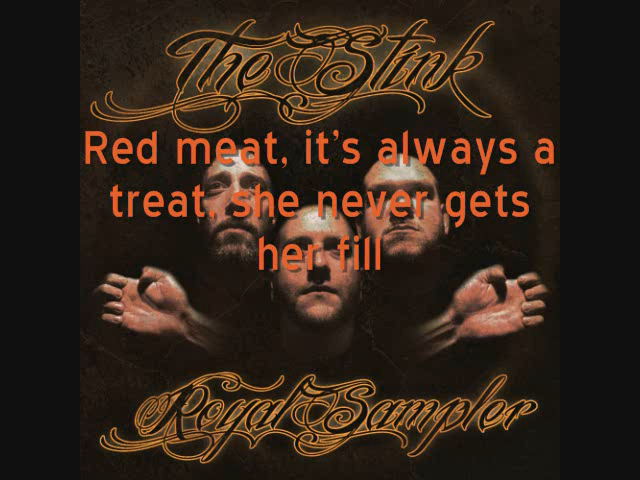 The Stink
Red meat, it's always a
treat, she never gets
her fill
Royal Sampler